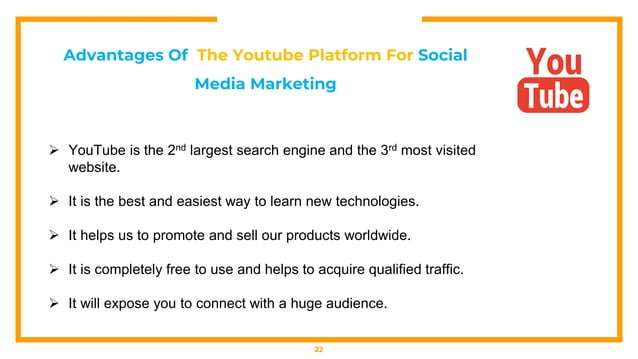 Advantages Of The Youtube Platform For Social
Media Marketing
You
Tube
➢ YouTube is the 2nd largest search engine and the 3rd most visited
website.
➢ It is the best and easiest way to learn new technologies.
➢ It helps us to promote and sell our products worldwide.
➢ It is completely free to use and helps to acquire qualified traffic.
➢ It will expose you to connect with a huge audience.
22